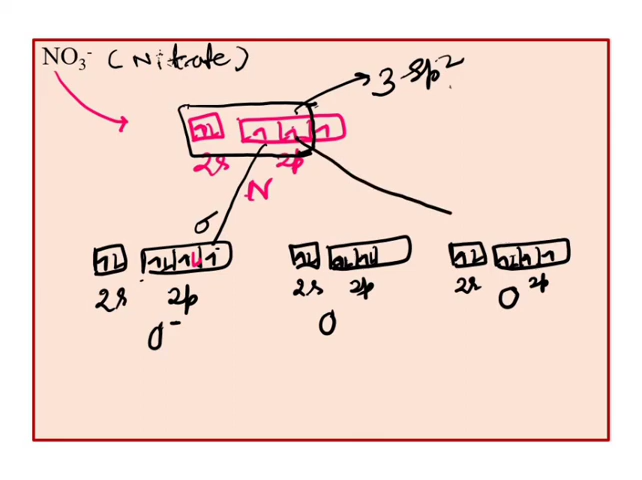 NO₃⁻ (Nitrate)
3 sp²
2s 2p
N
σ
2s 2p 2s 2p 2s 2p
O⁻ O O